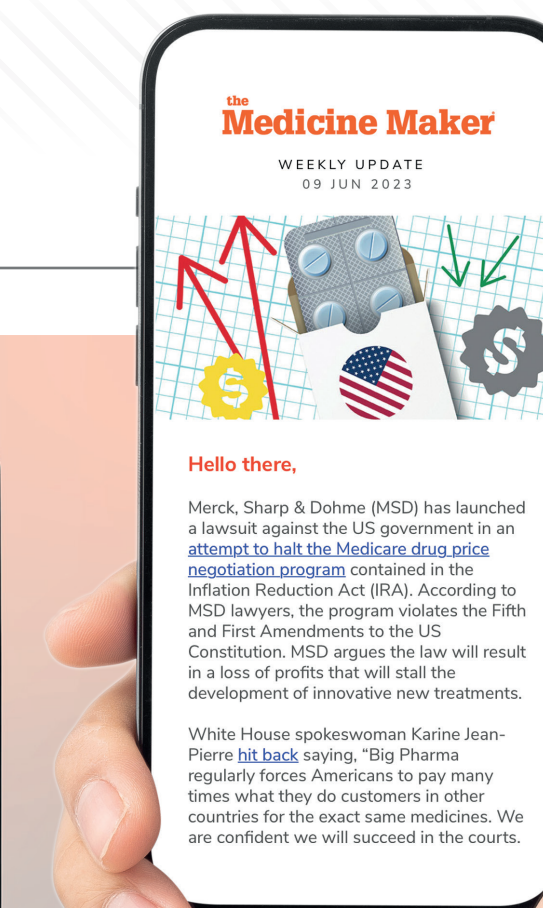 the
Medicine Maker
WEEKLY UPDATE
09 JUN 2023
Hello there,
Merck, Sharp & Dohme (MSD) has launched
a lawsuit against the US government in an
attempt to halt the Medicare drug price
negotiation program contained in the
Inflation Reduction Act (IRA). According to
MSD lawyers, the program violates the Fifth
and First Amendments to the US
Constitution. MSD argues the law will result
in a loss of profits that will stall the
development of innovative new treatments.
White House spokeswoman Karine Jean-
Pierre hit back saying, “Big Pharma
regularly forces Americans to pay many
times what they do customers in other
countries for the exact same medicines. We
are confident we will succeed in the courts.